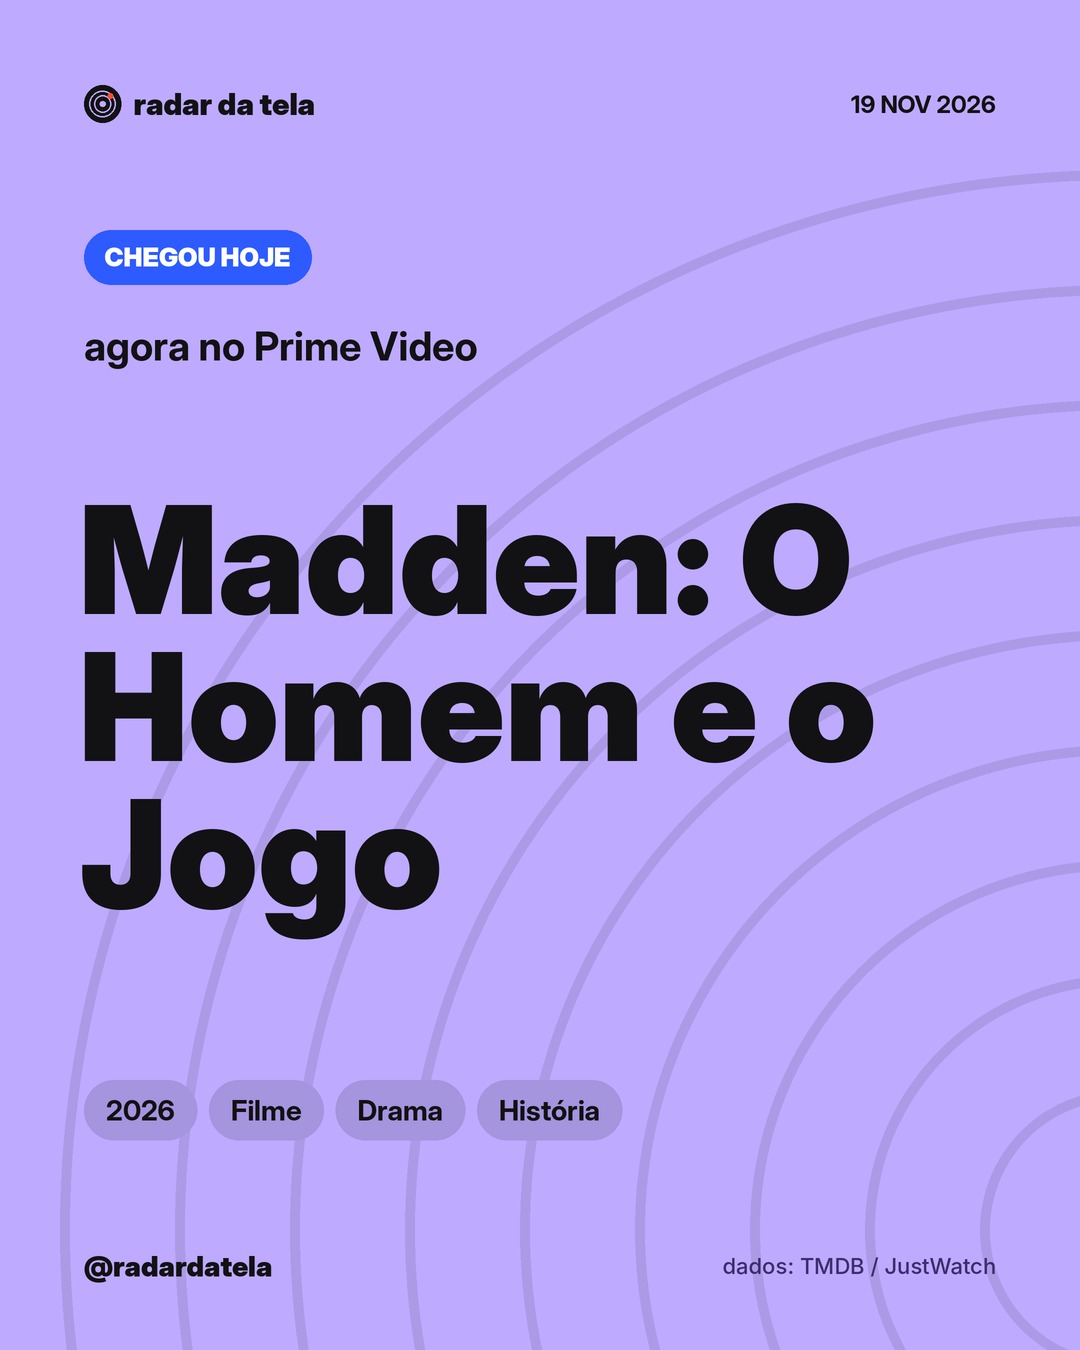 radar da tela
19 NOV 2026
CHEGOU HOJE
agora no Prime Video
Madden: O
Homem e o
Jogo
2026
Filme
Drama
História
@radardatela
dados: TMDB / JustWatch